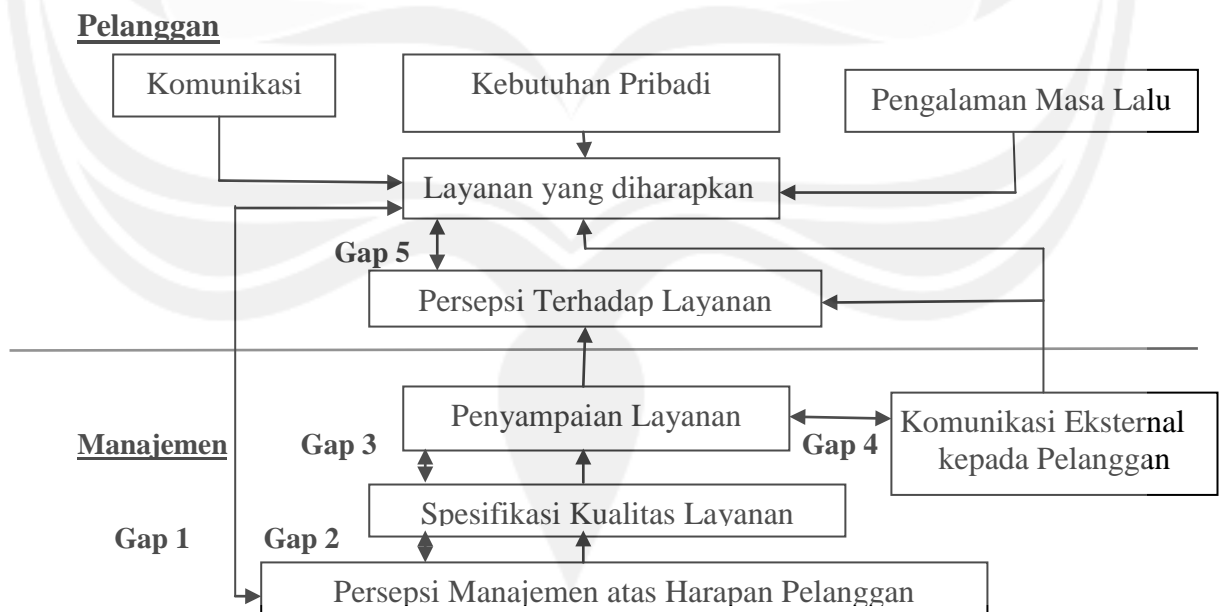 Pelanggan
Komunikasi
Kebutuhan Pribadi
Pengalaman Masa Lalu
Layanan yang diharapkan
Gap 5
Persepsi Terhadap Layanan
Penyampaian Layanan
Komunikasi Eksternal
kepada Pelanggan
Manajemen
Gap 3
Gap 4
Spesifikasi Kualitas Layanan
Gap 1
Gap 2
Persepsi Manajemen atas Harapan Pelanggan